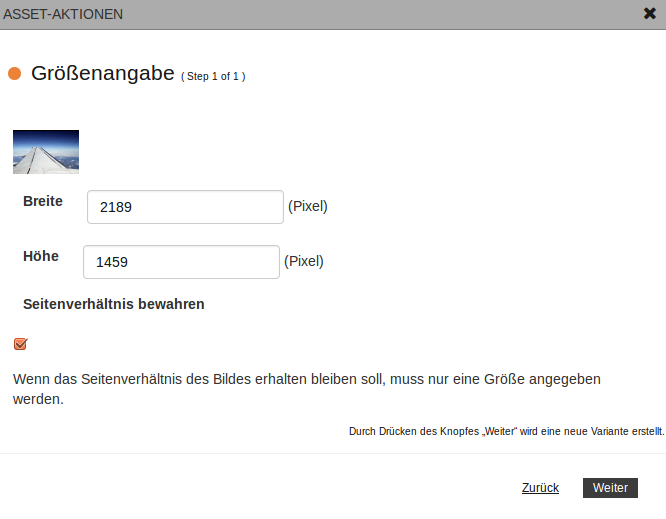 ASSET-AKTIONEN
Größenangabe ( Step 1 of 1 )
Breite 2189 (Pixel)
Höhe 1459 (Pixel)
Seitenverhältnis bewahren
Wenn das Seitenverhältnis des Bildes erhalten bleiben soll, muss nur eine Größe angegeben
werden.
Durch Drücken des Knopfes „Weiter“ wird eine neue Variante erstellt.
Zurück Weiter